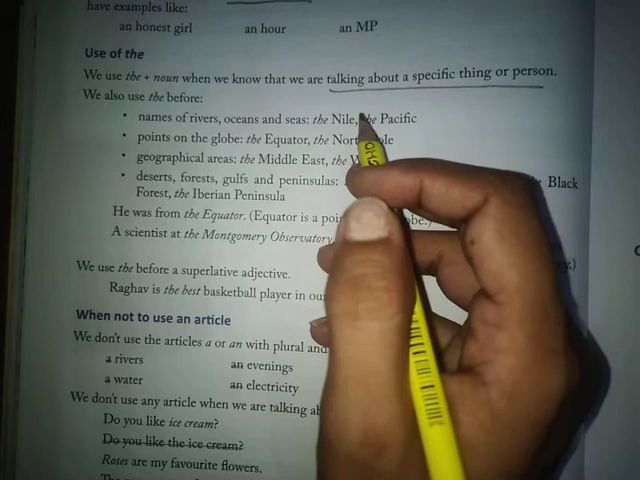 have examples like:
an honest girl an hour an MP
Use of the
We use the + noun when we know that we are talking about a specific thing or person.
We also use the before:
• names of rivers, oceans and seas: the Nile, the Pacific
• points on the globe: the Equator, the North Pole
• geographical areas: the Middle East, the
• deserts, forests, gulfs and peninsulas: Black
Forest, the Iberian Peninsula
He was from the Equator. (Equator is a
A scientist at the Montgomery Observatory
We use the before a superlative adjective.
Raghav is the best basketball player in
When not to use an article
We don't use the articles a or an with plural and
a rivers an evenings
a water an electricity
We don't use any article when we are talking
Do you like ice cream?
Do you like the ice cream?
Roses are my favourite flowers.